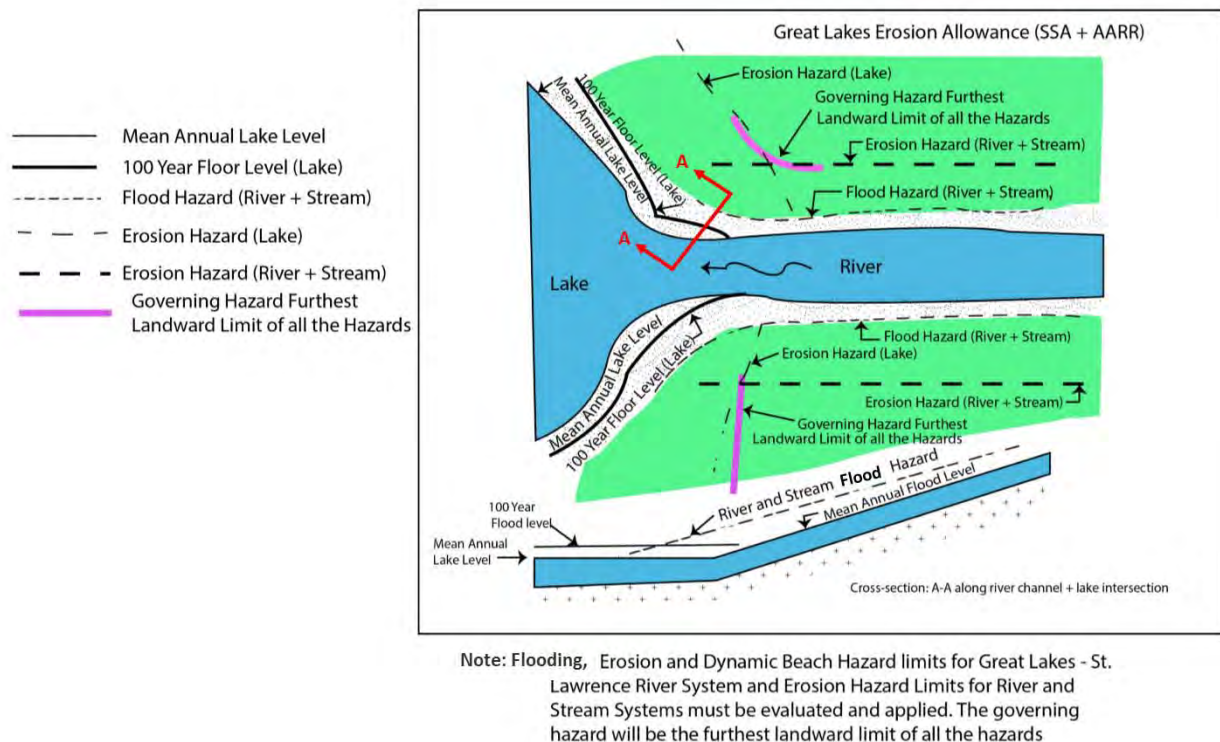 Great Lakes Erosion Allowance (SSA + AARR)
Mean Annual Lake Level
100 Year Floor Level (Lake)
Flood Hazard (River + Stream)
Erosion Hazard (Lake)
Erosion Hazard (River + Stream)
Governing Hazard Furthest
Landward Limit of all the Hazards
Erosion Hazard (Lake)
Governing Hazard Furthest
Landward Limit of all the Hazards
Erosion Hazard (River + Stream)
Flood Hazard (River + Stream)
100 Year Floor Level (Lake)
Mean Annual Lake Level
A
A
Lake
River
Mean Annual Lake Level
100 Year Floor Level (Lake)
Flood Hazard (River + Stream)
Erosion Hazard (Lake)
Erosion Hazard (River + Stream)
Governing Hazard Furthest
Landward Limit of all the Hazards
River and Stream Flood Hazard
Mean Annual Flood Level
100 Year
Flood level
Mean Annual
Lake Level
Cross-section: A-A along river channel + lake intersection
Note: Flooding, Erosion and Dynamic Beach Hazard limits for Great Lakes - St.
Lawrence River System and Erosion Hazard Limits for River and
Stream Systems must be evaluated and applied. The governing
hazard will be the furthest landward limit of all the hazards